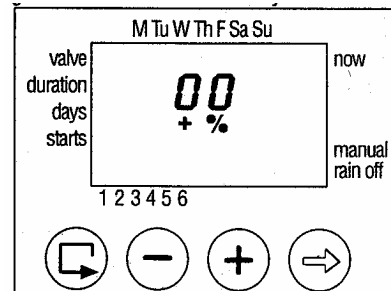 M Tu W Th F Sa Su
valve
duration
days
starts
00
+ %
now
manual
rain off
1 2 3 4 5 6
- +